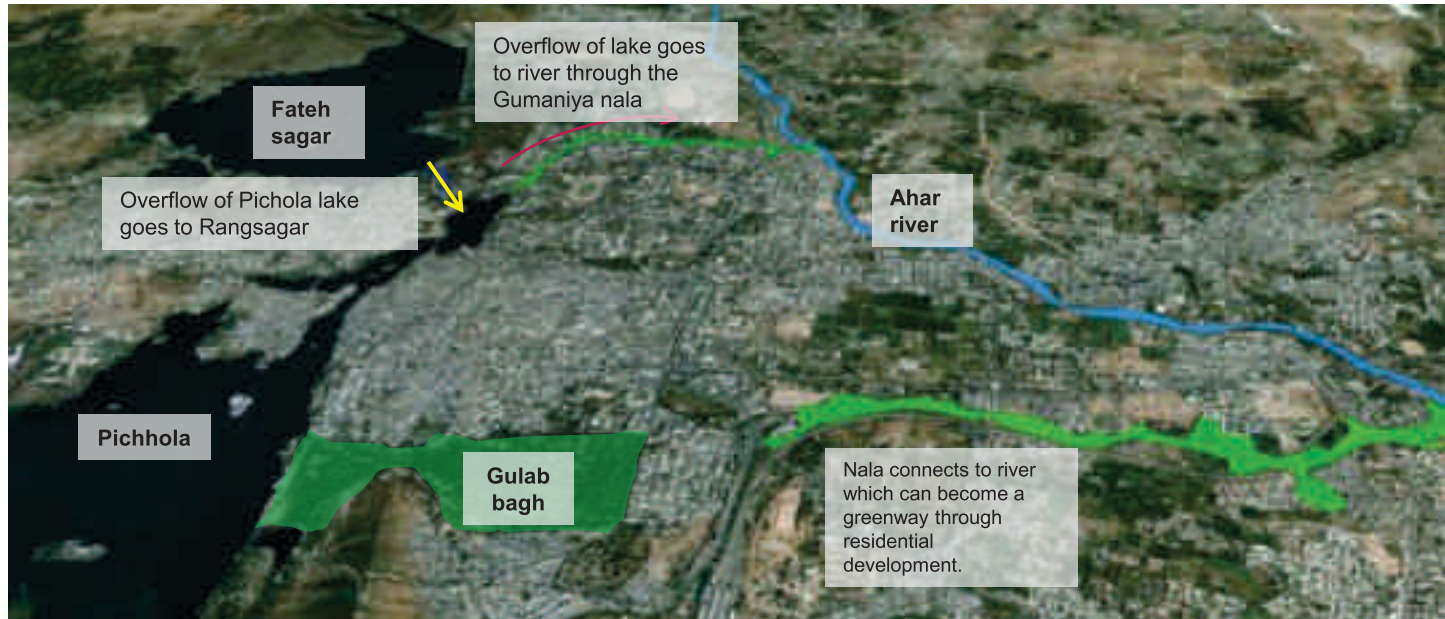 Overflow of lake goes
to river through the
Gumaniya nala
Fateh
sagar
Overflow of Pichola lake
goes to Rangsagar
Ahar
river
Pichhola
Gulab
bagh
Nala connects to river
which can become a
greenway through
residential
development.